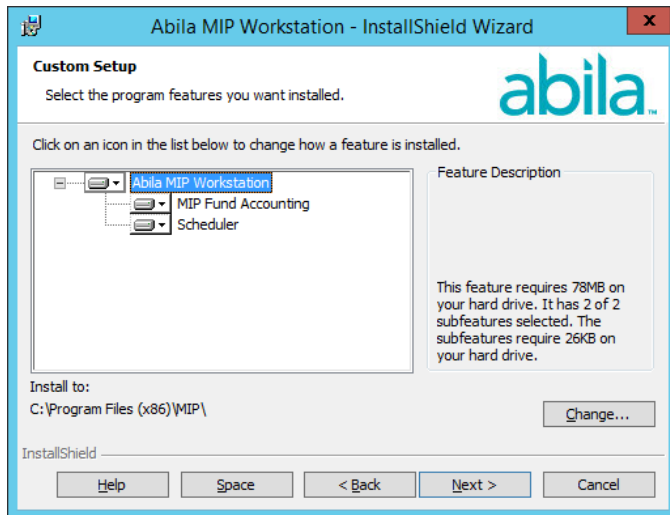 Abila MIP Workstation - InstallShield Wizard
x
Custom Setup
Select the program features you want installed.
abila™
Click on an icon in the list below to change how a feature is installed.
Abila MIP Workstation
MIP Fund Accounting
Scheduler
Feature Description
This feature requires 78MB on
your hard drive. It has 2 of 2
subfeatures selected. The
subfeatures require 26KB on
your hard drive.
Install to:
C:\Program Files (x86)\MIP\
Change...
InstallShield
Help
Space
< Back
Next >
Cancel